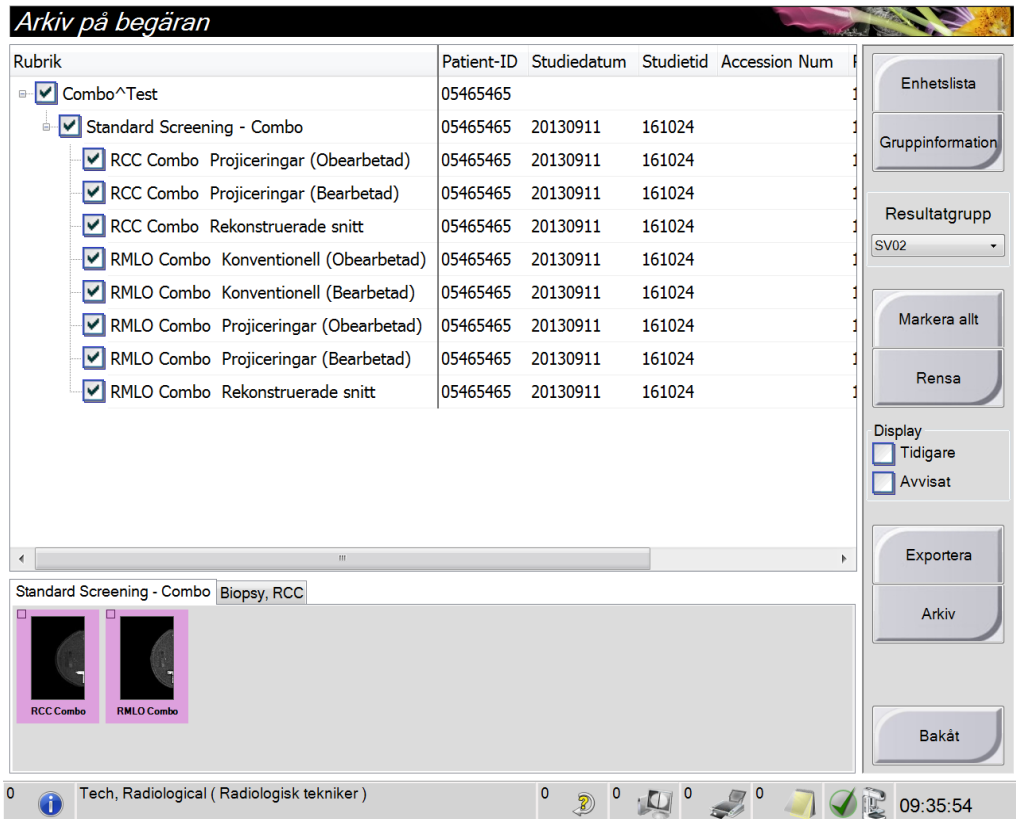 Arkiv på begäran
Rubrik Patient-ID Studiedatum Studietid Accession Num
Combo^Test 05465465
Standard Screening - Combo 05465465 20130911 161024
RCC Combo Projiceringar (Obearbetad) 05465465 20130911 161024
RCC Combo Projiceringar (Bearbetad) 05465465 20130911 161024
RCC Combo Rekonstruerade snitt 05465465 20130911 161024
RMLO Combo Konventionell (Obearbetad) 05465465 20130911 161024
RMLO Combo Konventionell (Bearbetad) 05465465 20130911 161024
RMLO Combo Projiceringar (Obearbetad) 05465465 20130911 161024
RMLO Combo Projiceringar (Bearbetad) 05465465 20130911 161024
RMLO Combo Rekonstruerade snitt 05465465 20130911 161024
Enhetslista
Gruppinformation
Resultatgrupp
SV02
Markera allt
Rensa
Display
Tidigare
Avvisat
Exportera
Arkiv
Bakåt
Standard Screening - Combo Biopsy, RCC
RCC Combo RMLO Combo
0 Tech, Radiological ( Radiologisk tekniker ) 0 0 0 0 09:35:54